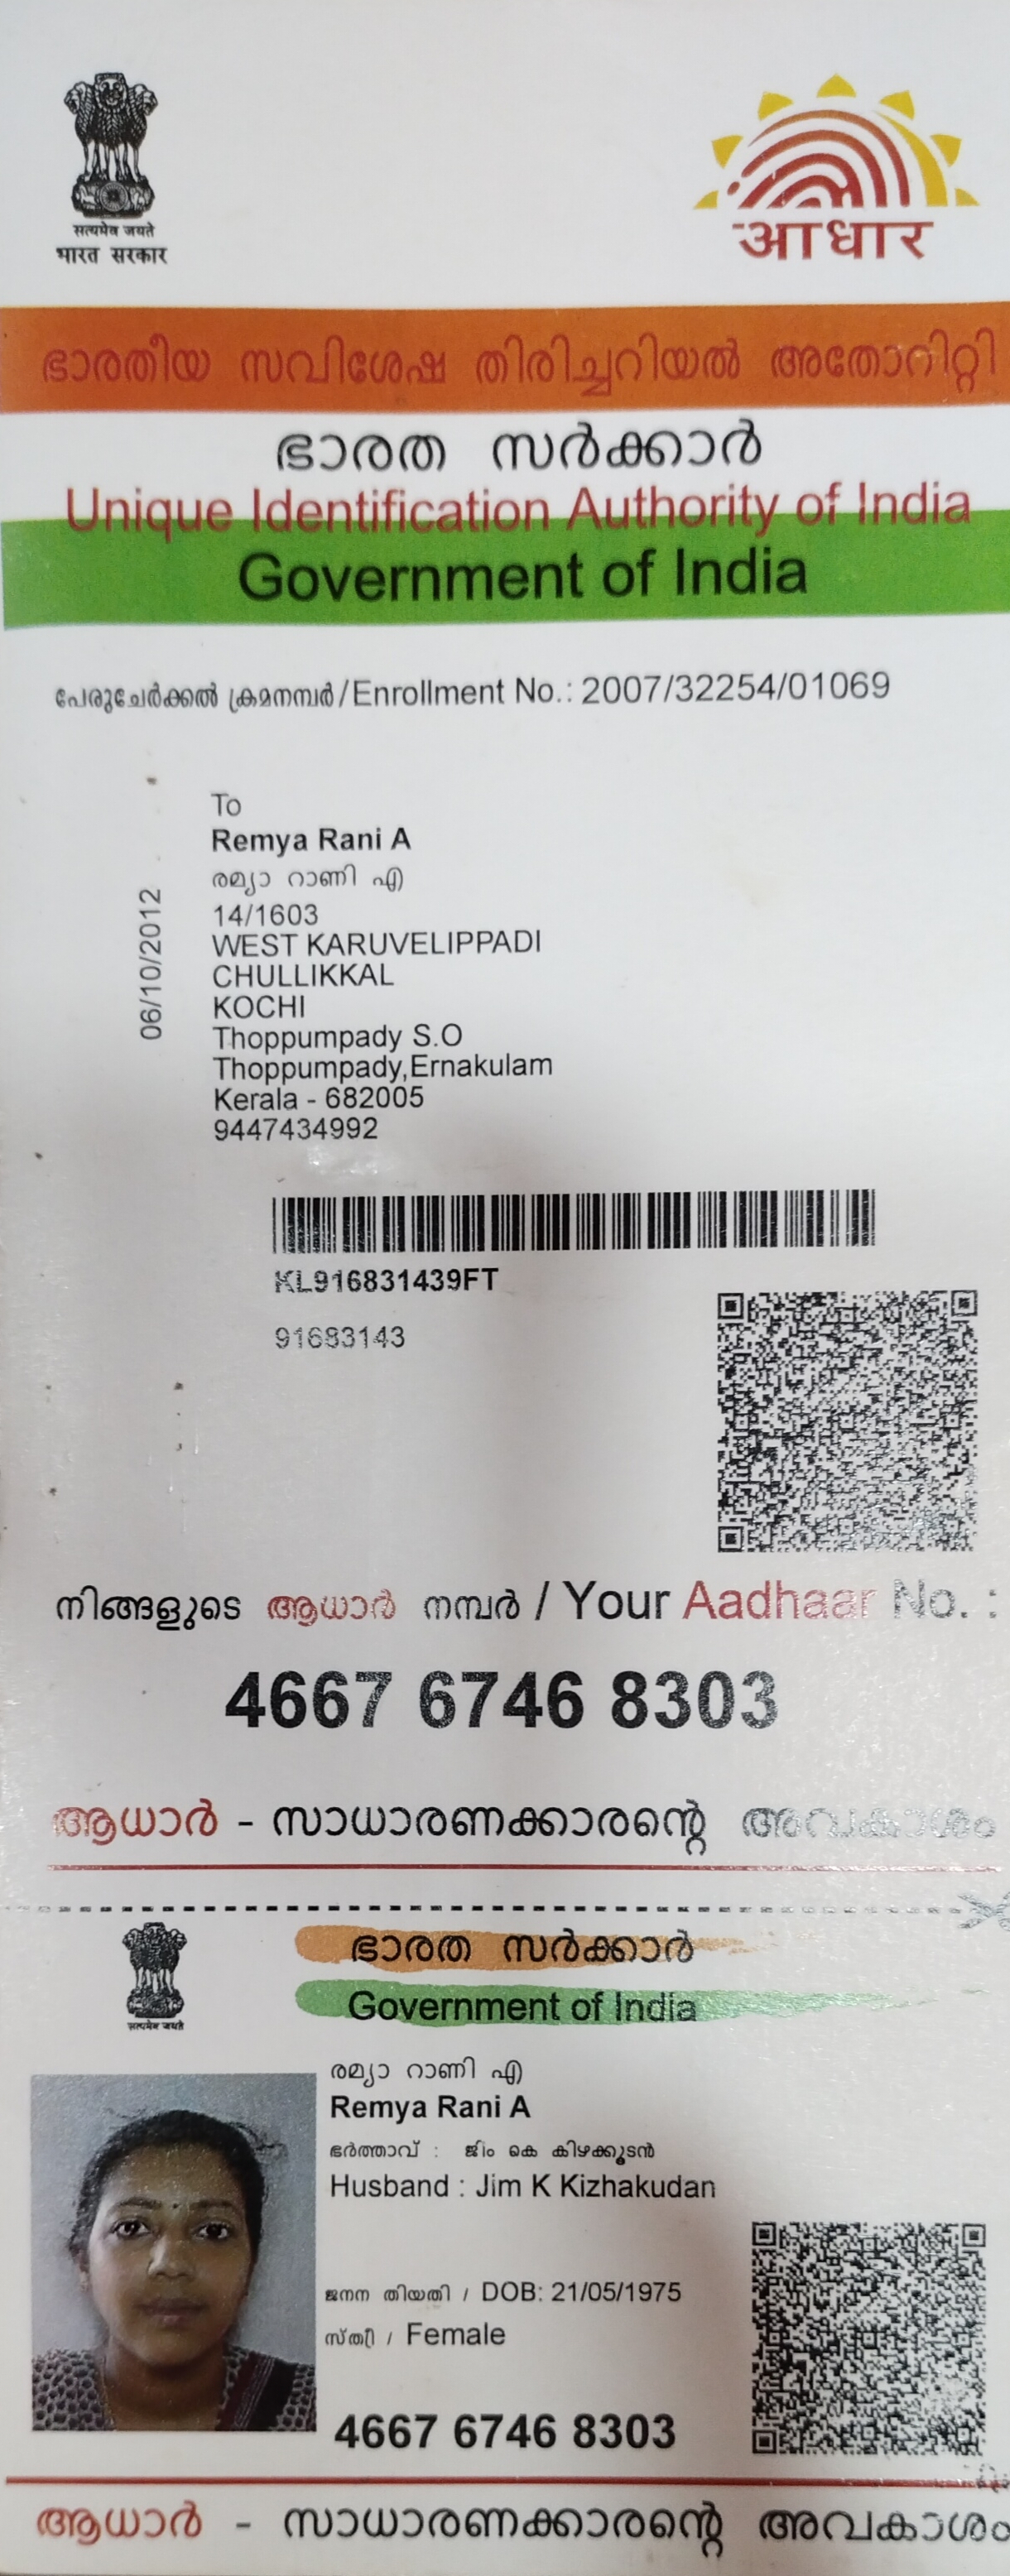 सत्यमेव जयते
भारत सरकार
आधार
ഭാരതീയ സവിശേഷ തിരിച്ചറിയൽ അതോറിറ്റി
ഭാരത സർക്കാർ
Unique Identification Authority of India
Government of India
പേരുചേർക്കൽ ക്രമനമ്പർ/Enrollment No.: 2007/32254/01069
06/10/2012
To
Remya Rani A
രമ്യാ റാണി എ
14/1603
WEST KARUVELIPPADI
CHULLIKKAL
KOCHI
Thoppumpady S.O
Thoppumpady,Ernakulam
Kerala - 682005
9447434992
KL916831439FT
91683143
നിങ്ങളുടെ ആധാർ നമ്പർ / Your Aadhaar No. :
4667 6746 8303
ആധാർ - സാധാരണക്കാരന്റെ അവകാശം
ഭാരത സർക്കാർ
Government of India
सत्यमेव जयते
രമ്യാ റാണി എ
Remya Rani A
ഭർത്താവ് : ജിം കെ കിഴക്കൂടൻ
Husband : Jim K Kizhakudan
ജനന തിയതി / DOB: 21/05/1975
സ്ത്രീ / Female
4667 6746 8303
ആധാർ - സാധാരണക്കാരന്റെ അവകാശം